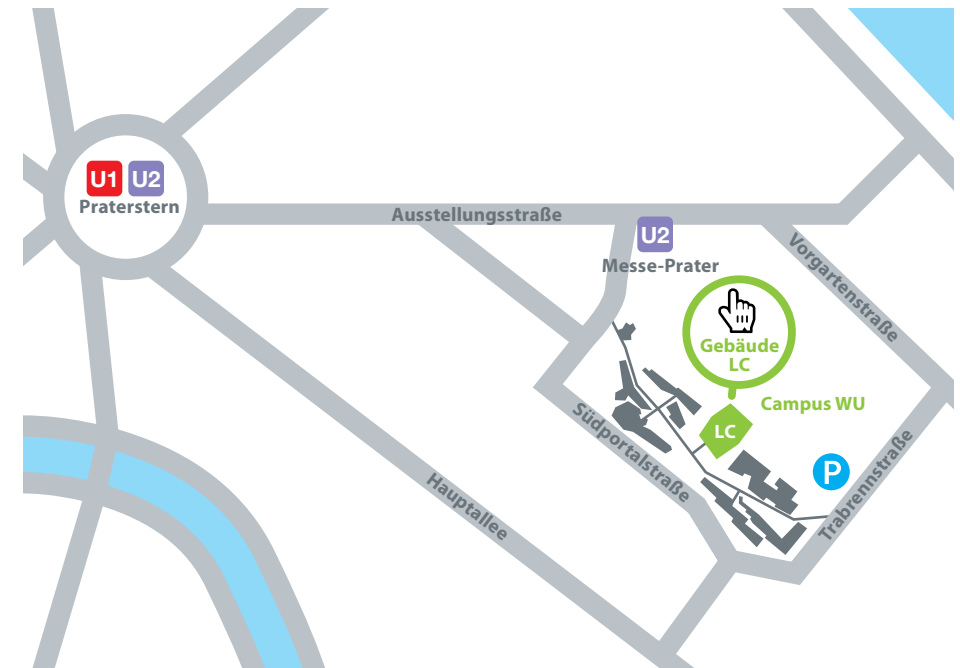 U1 U2
Praterstern
Ausstellungsstraße
U2
Messe-Prater
Vorgartenstraße
Gebäude
LC
Campus WU
LC
Südportalstraße
P
Trabrennstraße
Hauptallee